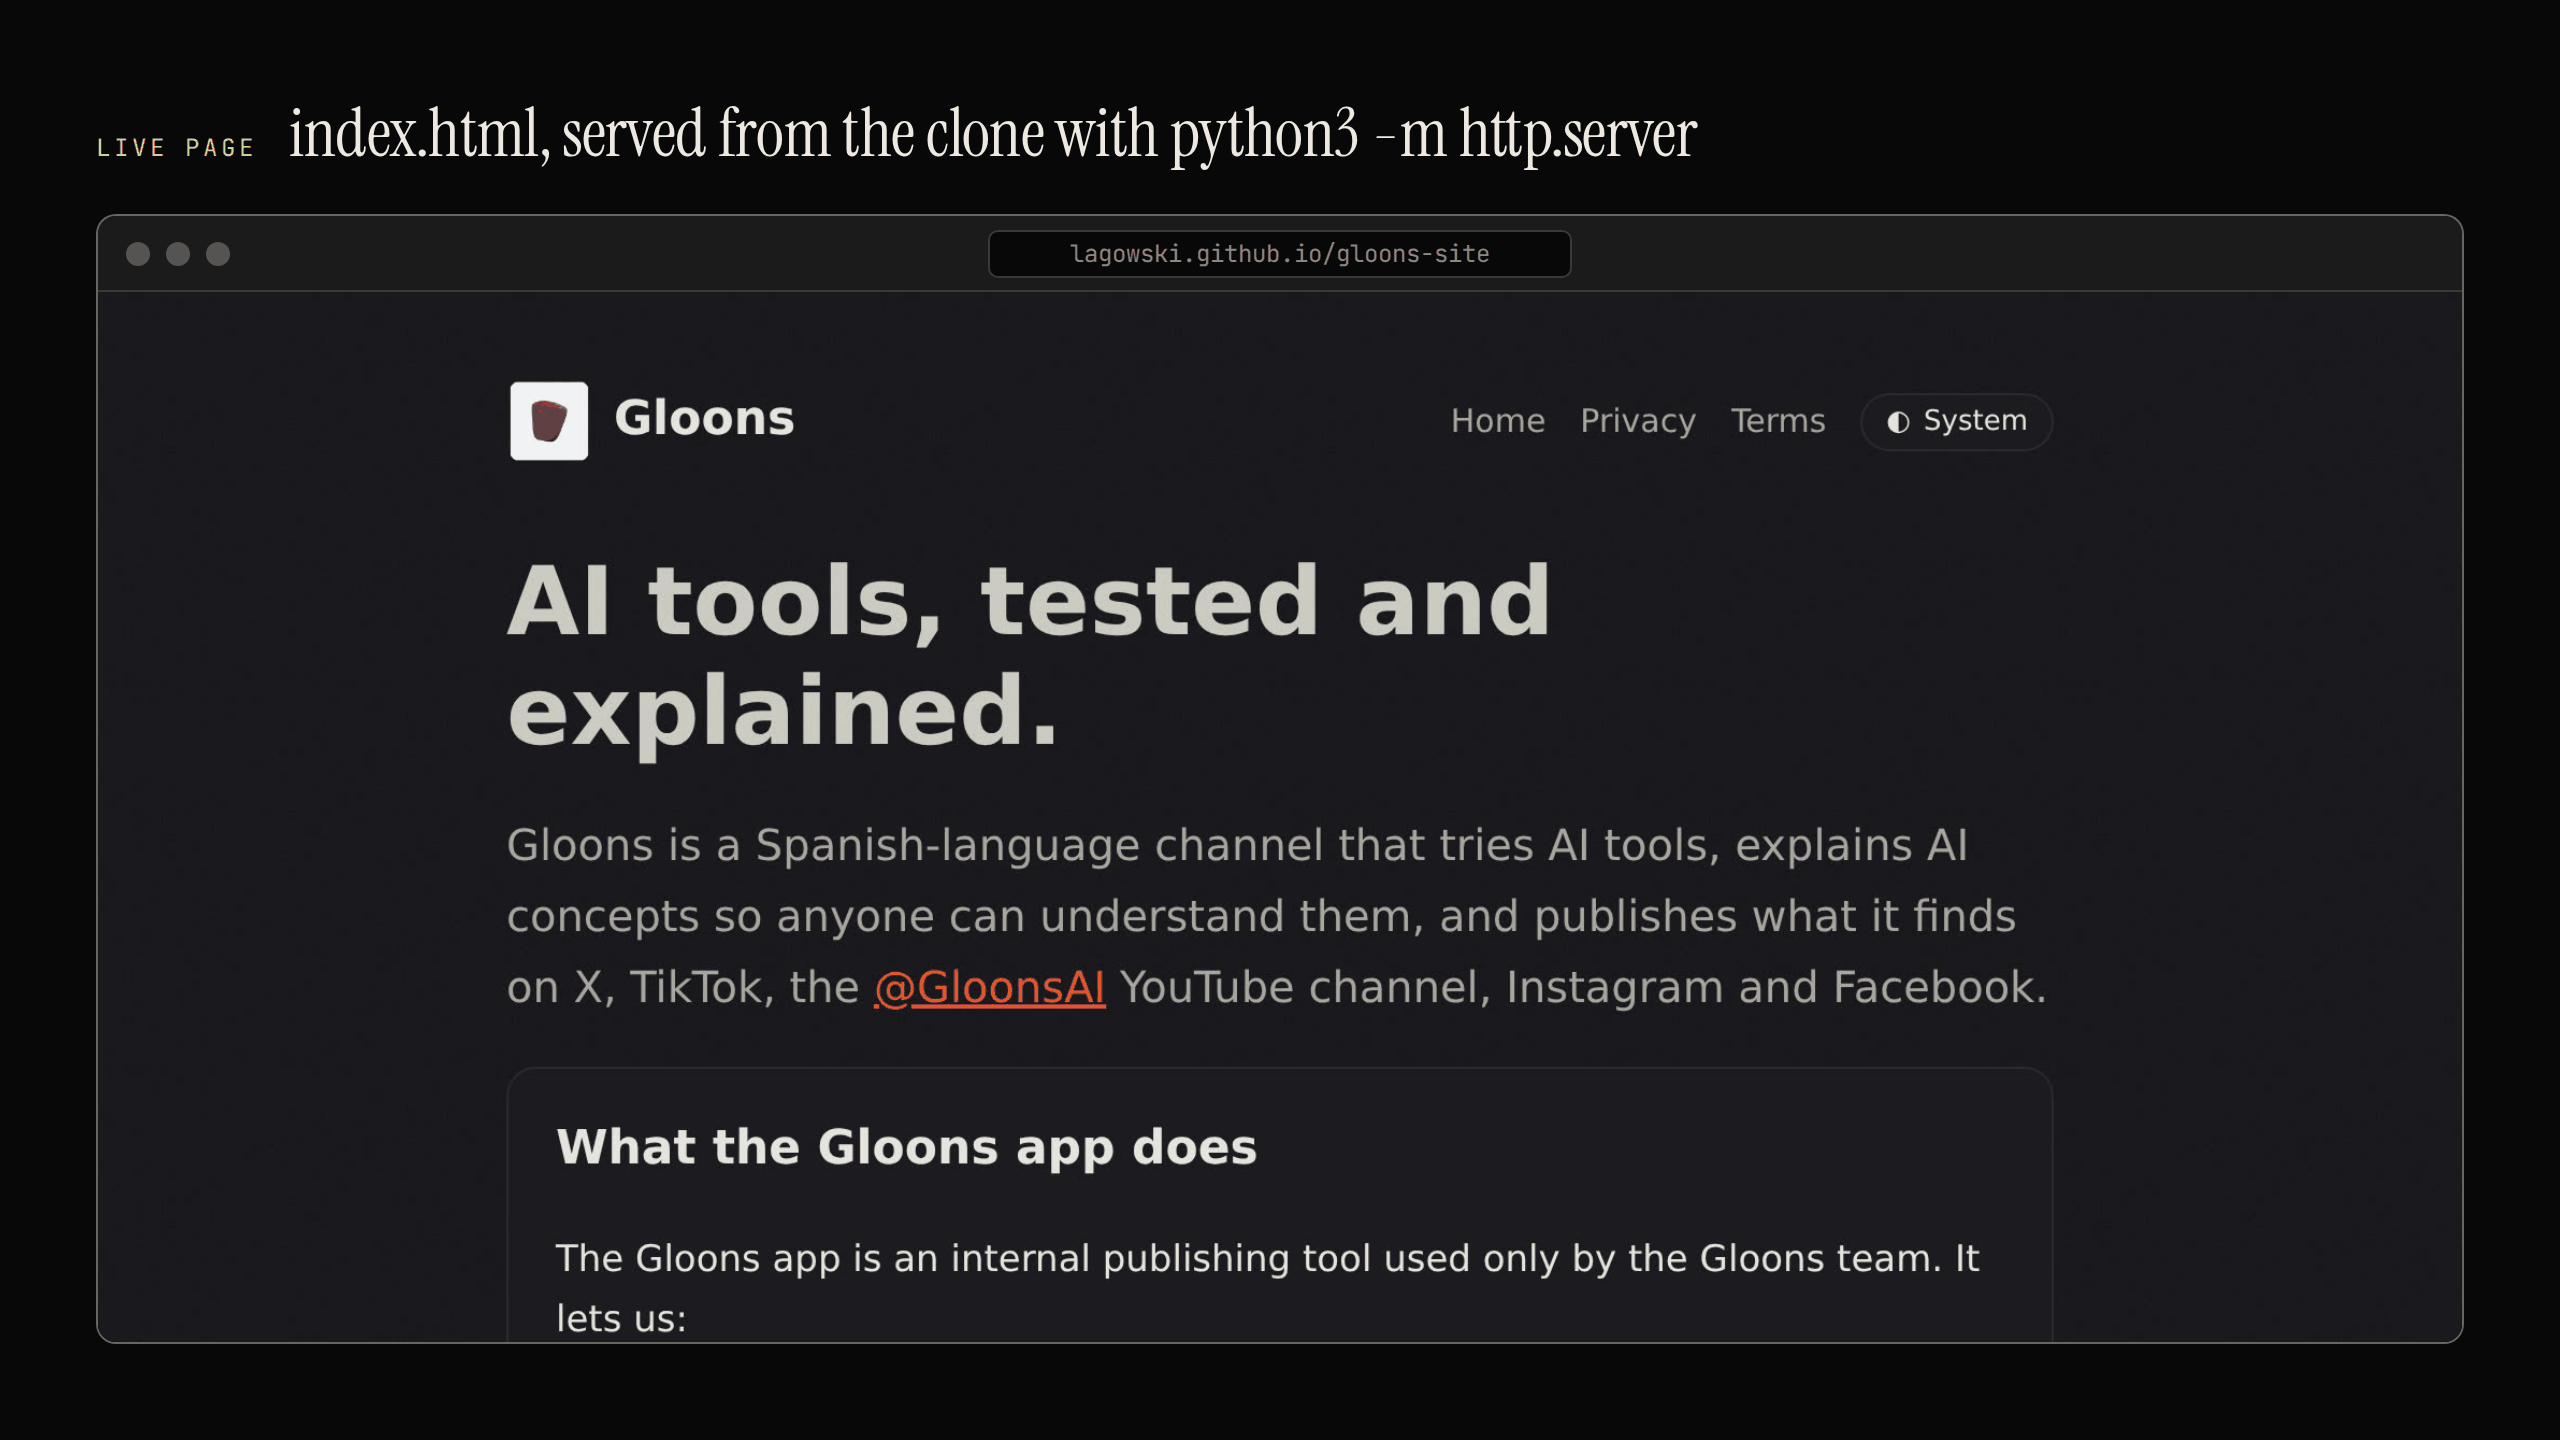 LIVE PAGE index.html, served from the clone with python3 -m http.server
lagowski.github.io/gloons-site
Gloons
Home Privacy Terms ◐ System
AI tools, tested and
explained.
Gloons is a Spanish-language channel that tries AI tools, explains AI
concepts so anyone can understand them, and publishes what it finds
on X, TikTok, the @GloonsAI YouTube channel, Instagram and Facebook.
What the Gloons app does
The Gloons app is an internal publishing tool used only by the Gloons team. It
lets us: